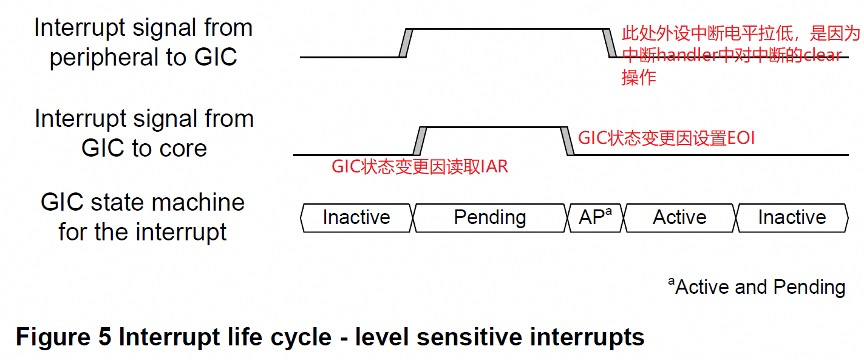 Interrupt signal from
peripheral to GIC
此处外设中断电平拉低，是因为
中断handler中对中断的clear
操作
Interrupt signal from
GIC to core
GIC状态变更因设置EOI
GIC状态变更因读取IAR
GIC state machine
for the interrupt
Inactive
Pending
APa
Active
Inactive
aActive and Pending
Figure 5 Interrupt life cycle - level sensitive interrupts